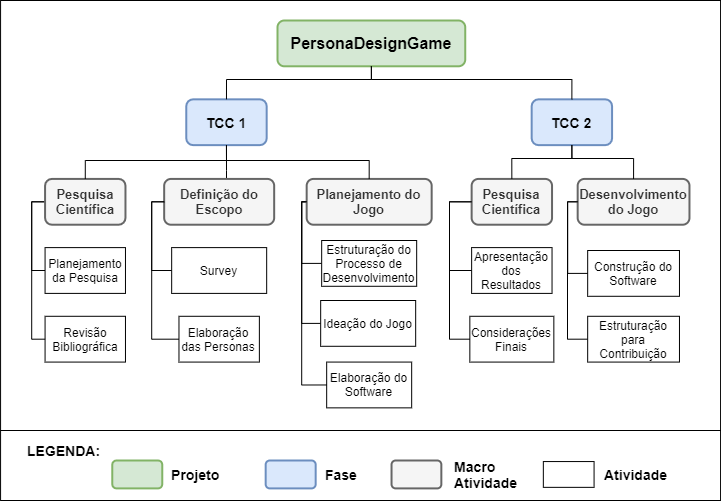 PersonaDesignGame
TCC 1
TCC 2
Pesquisa
Científica
Definição do
Escopo
Planejamento do
Jogo
Pesquisa
Científica
Desenvolvimento
do Jogo
Planejamento
da Pesquisa
Survey
Estruturação do
Processo de
Desenvolvimento
Apresentação
dos
Resultados
Construção do
Software
Revisão
Bibliográfica
Elaboração
das Personas
Ideação do Jogo
Considerações
Finais
Estruturação
para
Contribuição
Elaboração do
Software
LEGENDA:
Projeto
Fase
Macro
Atividade
Atividade